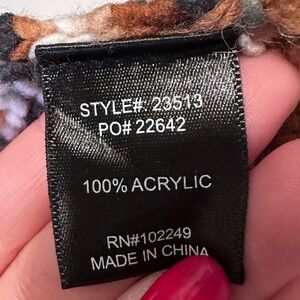 STYLE#: 23513
PO# 22642
100% ACRYLIC
RN#102249
MADE IN CHINA